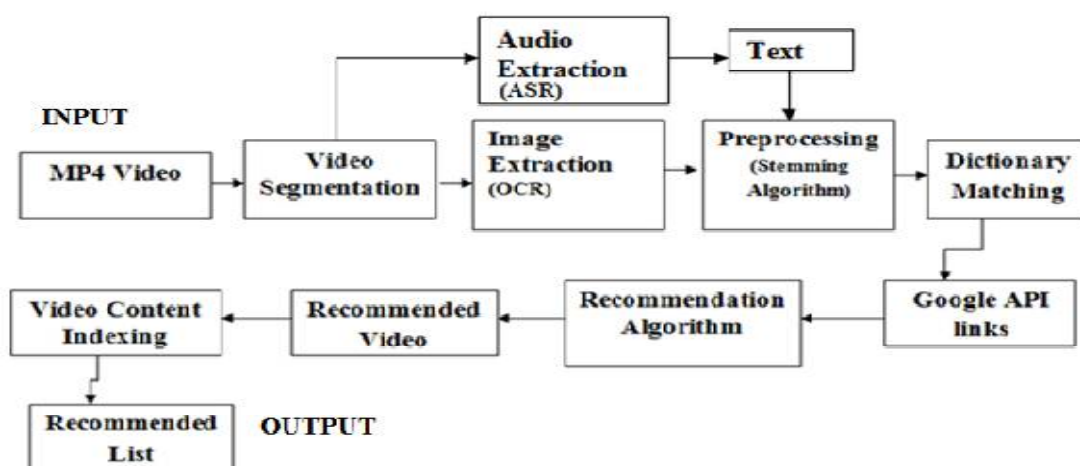 Audio
Extraction
(ASR)
Text
INPUT
MP4 Video
Video
Segmentation
Image
Extraction
(OCR)
Preprocessing
(Stemming
Algorithm)
Dictionary
Matching
Video Content
Indexing
Recommended
Video
Recommendation
Algorithm
Google API
links
Recommended
List
OUTPUT